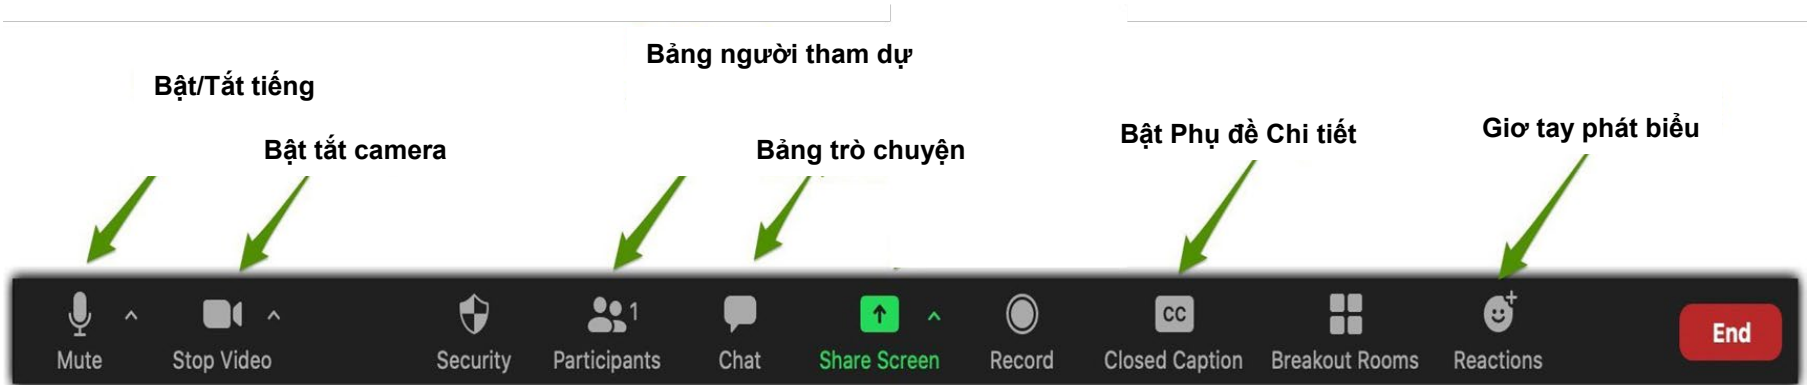 Bảng người tham dự
Bật/Tắt tiếng
Bật tắt camera
Bảng trò chuyện
Bật Phụ đề Chi tiết
Giơ tay phát biểu
1
CC
Mute
Stop Video
Security
Participants
Chat
Share Screen
Record
Closed Caption
Breakout Rooms
Reactions
End